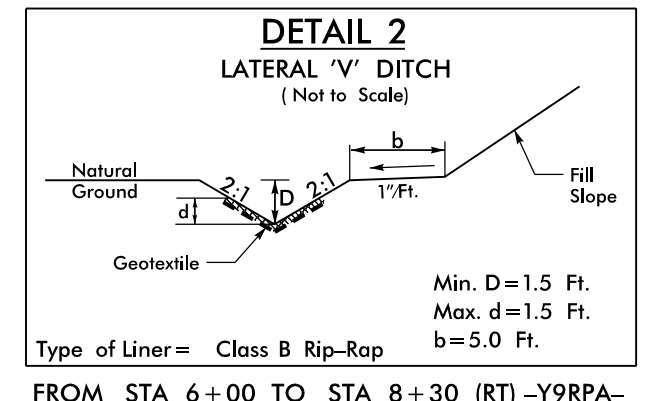 DETAIL 2
LATERAL 'V' DITCH
( Not to Scale)
b
Natural
Ground
2:1
D
2:1
1"/Ft.
Fill
Slope
d
Geotextile
Min. D=1.5 Ft.
Max. d=1.5 Ft.
b=5.0 Ft.
Type of Liner= Class B Rip-Rap
FROM STA 6+00 TO STA 8+30 (RT) -Y9RPA-